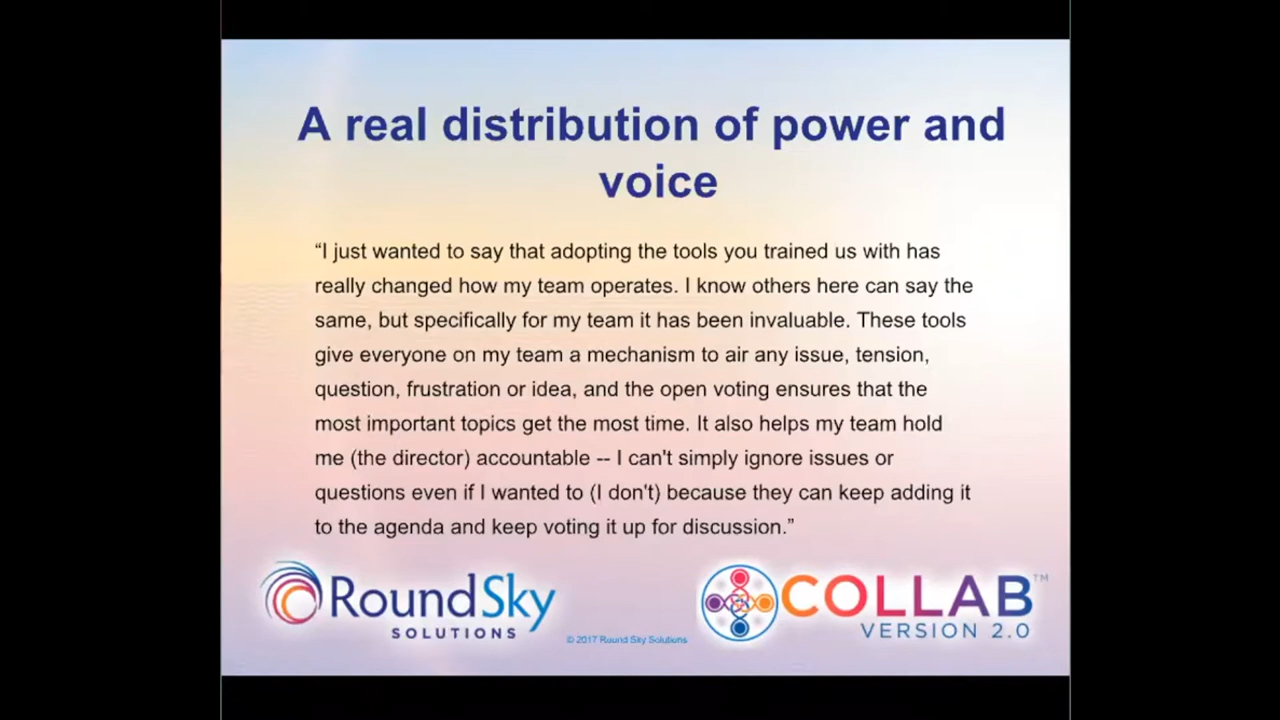 A real distribution of power and
voice
“I just wanted to say that adopting the tools you trained us with has
really changed how my team operates. I know others here can say the
same, but specifically for my team it has been invaluable. These tools
give everyone on my team a mechanism to air any issue, tension,
question, frustration or idea, and the open voting ensures that the
most important topics get the most time. It also helps my team hold
me (the director) accountable -- I can't simply ignore issues or
questions even if I wanted to (I don't) because they can keep adding it
to the agenda and keep voting it up for discussion.”
RoundSky
SOLUTIONS
© 2017 Round Sky Solutions
COLLAB™
VERSION 2.0